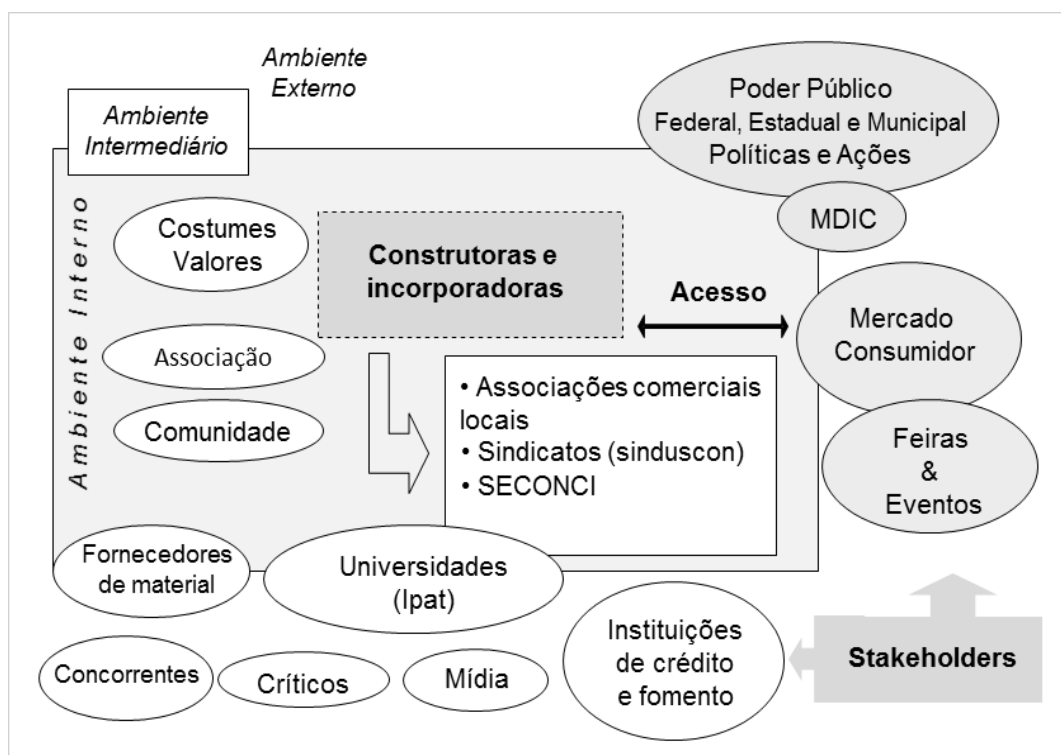 Ambiente
Externo
Ambiente
Intermediário
Poder Público
Federal, Estadual e Municipal
Políticas e Ações
MDIC
Ambiente Interno
Costumes
Valores
Construtoras e
incorporadoras
Acesso
Mercado
Consumidor
Associação
Comunidade
• Associações comerciais
locais
• Sindicatos (sinduscon)
• SECONCI
Feiras
&
Eventos
Fornecedores
de material
Universidades
(Ipat)
Instituições
de crédito
e fomento
Stakeholders
Concorrentes
Críticos
Mídia